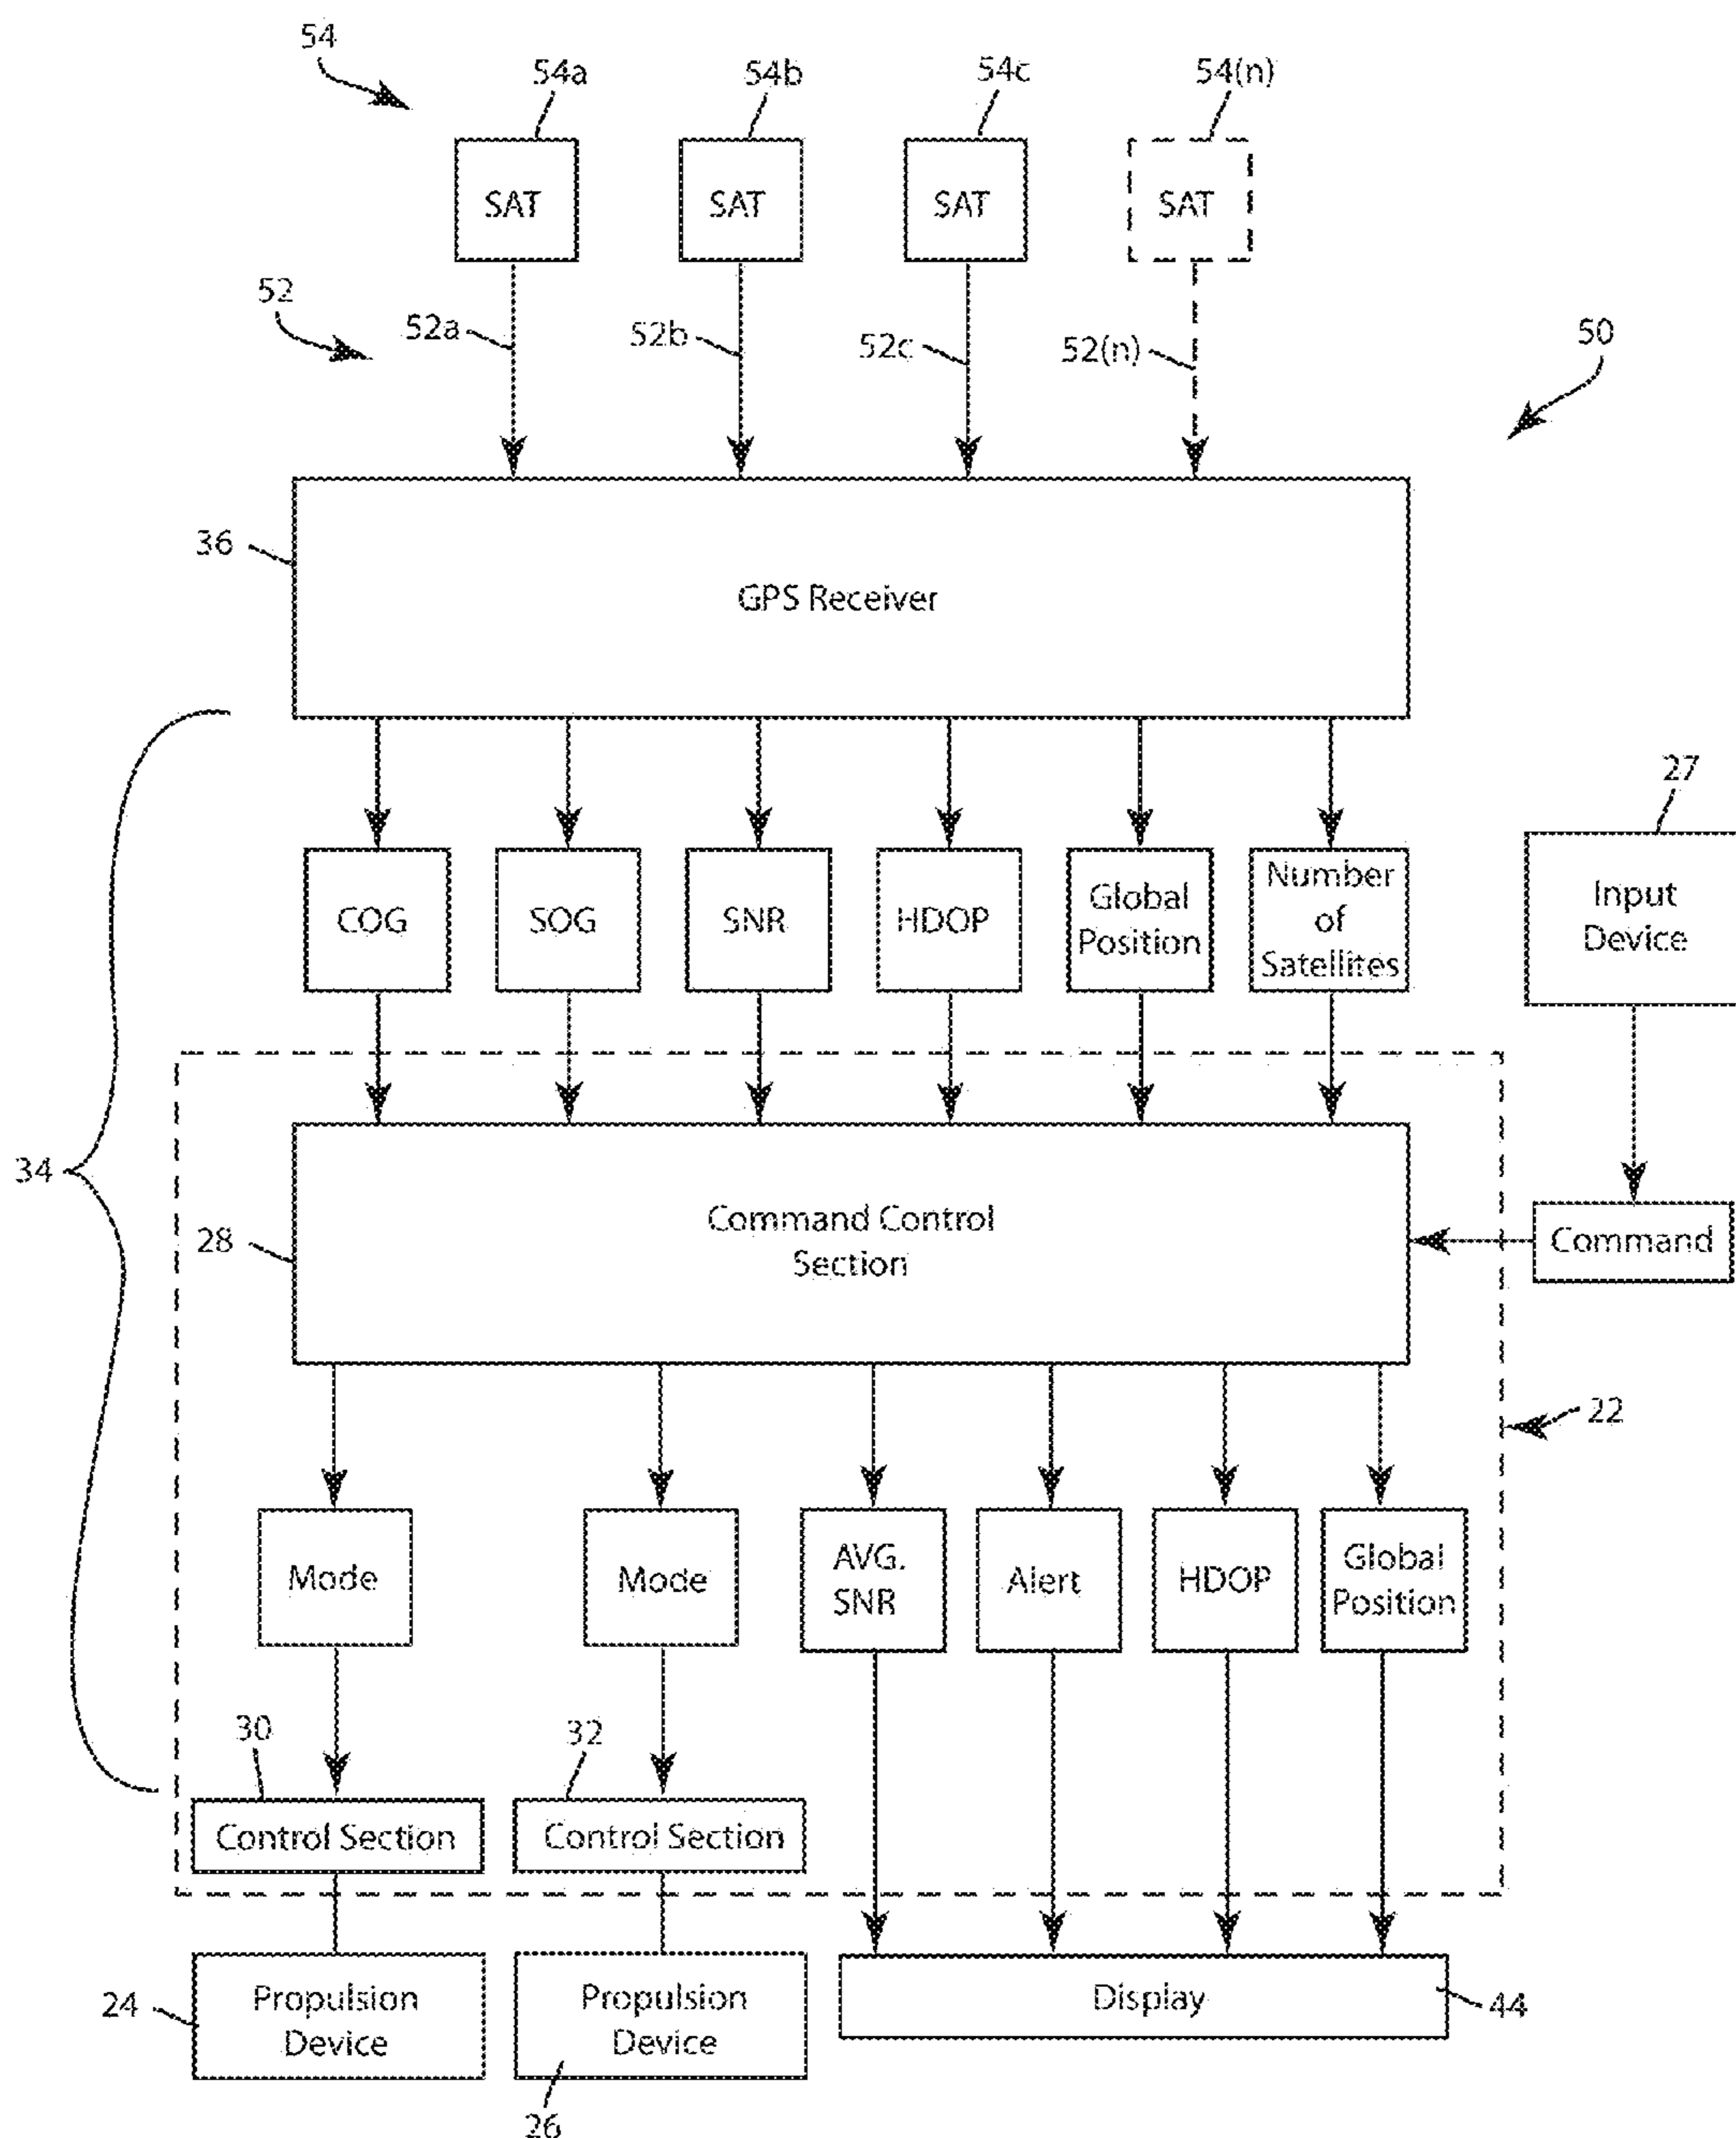 54
54a
54b
54c
54(n)
SAT
SAT
SAT
SAT
52
52a
52b
52c
52(n)
50
36
GPS Receiver
27
COG
SOG
SNR
HDOP
Global
Position
Number
of
Satellites
Input
Device
34
28
Command Control
Section
Command
22
Mode
Mode
AVG.
SNR
Alert
HDOP
Global
Position
30
32
Control Section
Control Section
24
Propulsion
Device
Propulsion
Device
Display
44
26